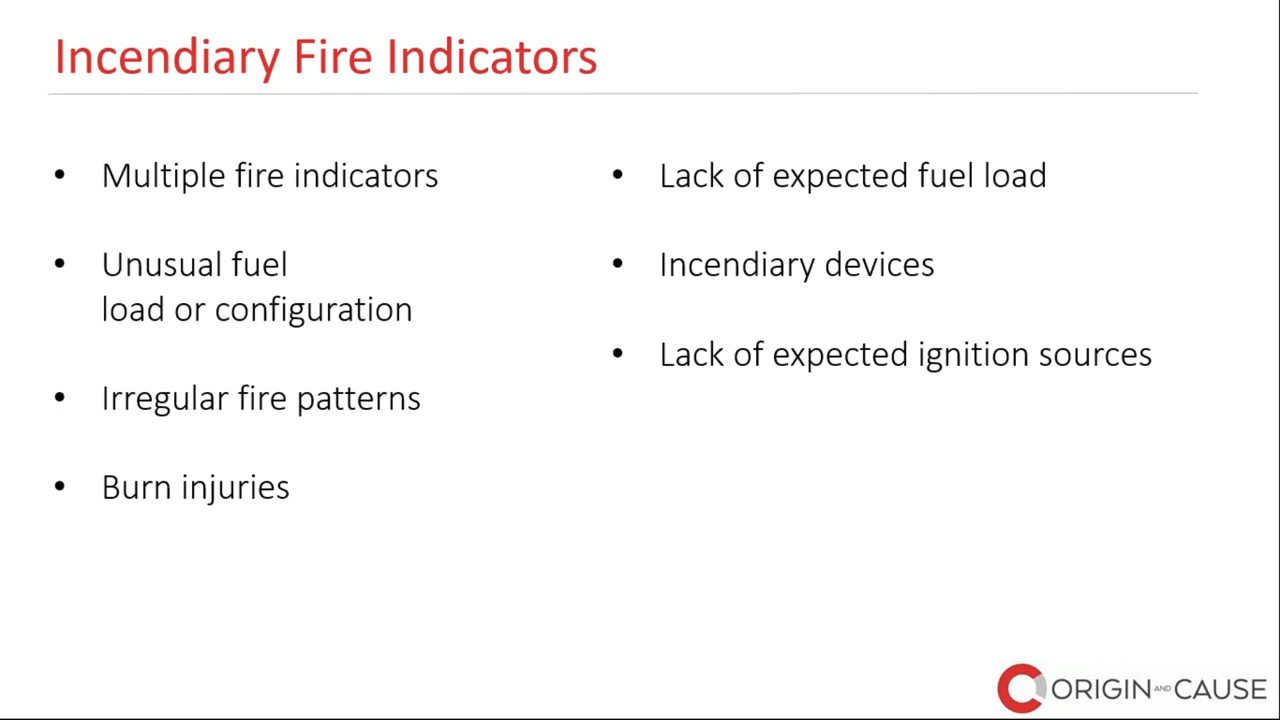 Incendiary Fire Indicators
• Multiple fire indicators
• Unusual fuel
load or configuration
• Irregular fire patterns
• Burn injuries
• Lack of expected fuel load
• Incendiary devices
• Lack of expected ignition sources
ORIGIN AND CAUSE